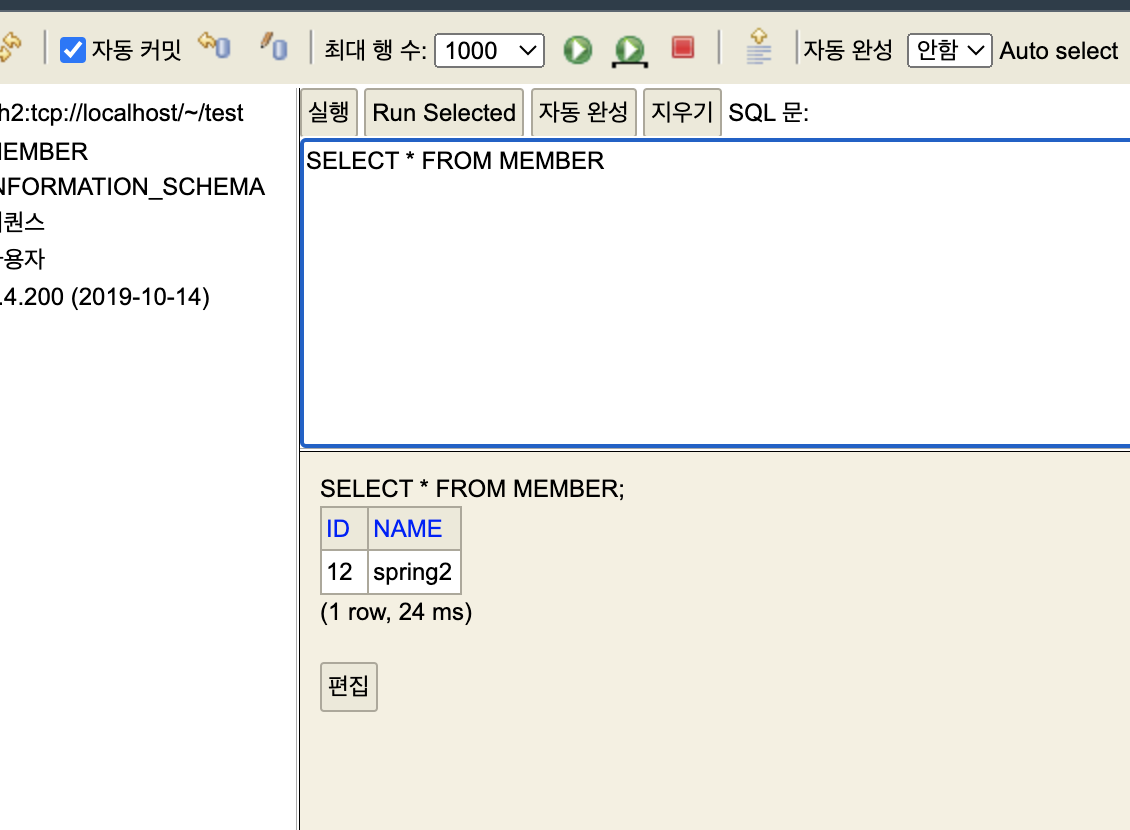 자동 커밋 최대 행 수: 1000 자동 완성 안함 Auto select
h2:tcp://localhost/~/test
MEMBER
INFORMATION_SCHEMA
시퀀스
사용자
.4.200 (2019-10-14)
실행 Run Selected 자동 완성 지우기 SQL 문:
SELECT * FROM MEMBER
SELECT * FROM MEMBER;
ID NAME
12 spring2
(1 row, 24 ms)
편집